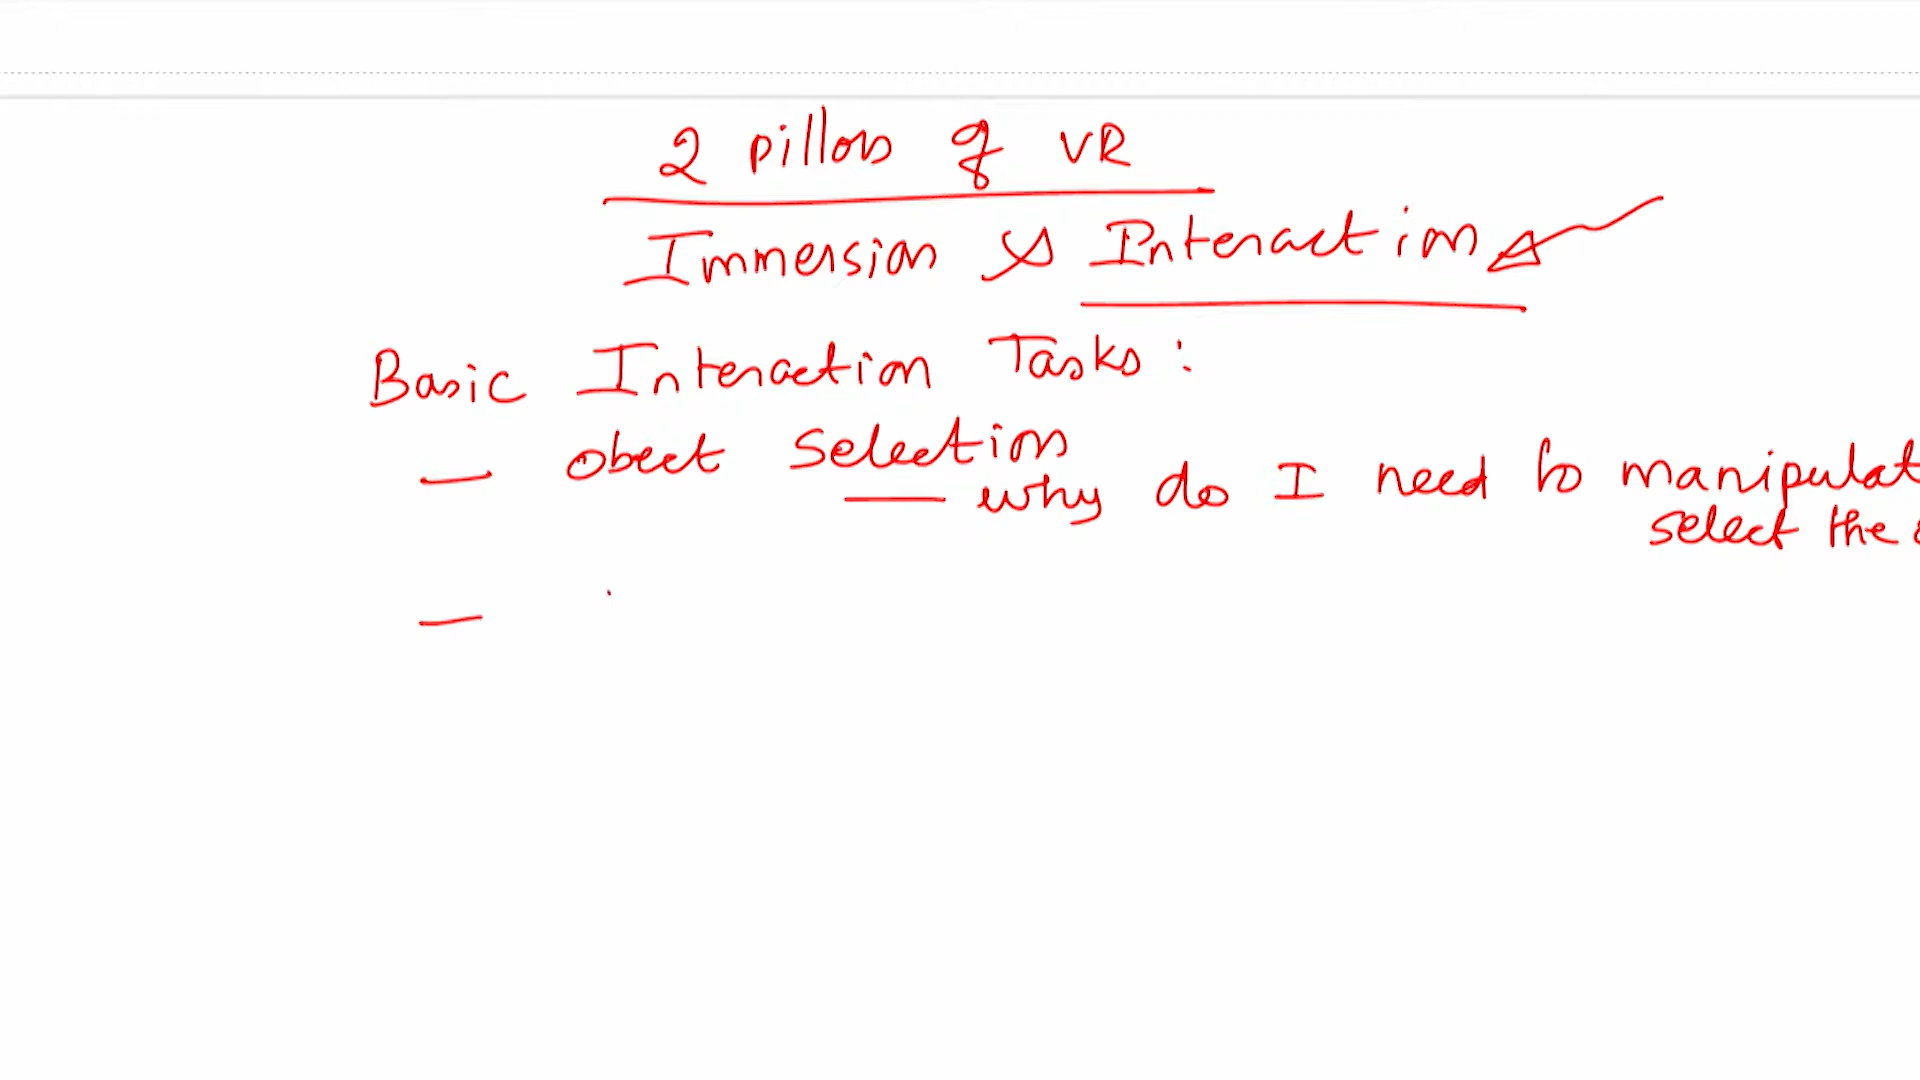 2 pillars of VR
Immersion & Interaction
Basic Interaction Tasks :
— obect Selection
— why do I need to manipulat
select the
—